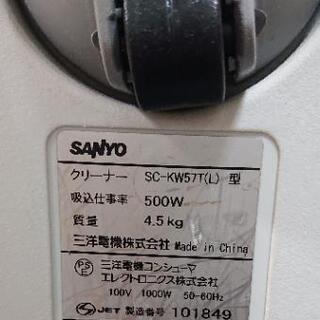 SANYO
クリーナー SC-KW57T(L) 型
吸込仕事率 500W
質量 4.5kg
三洋電機株式会社 Made in China
PS E 三洋電機コンシューマ
エレクトロニクス株式会社
100V 1000W 50-60Hz
JET 製造番号 101849